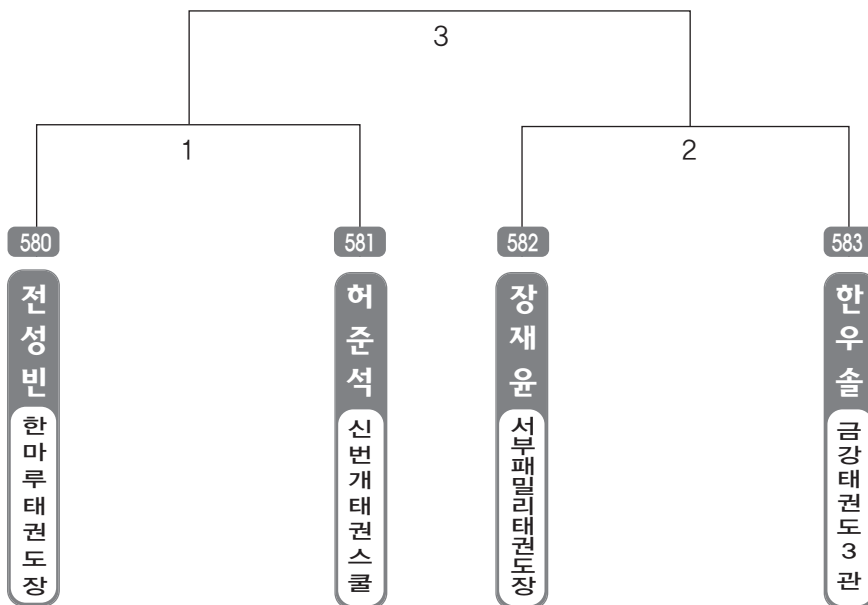 3
1
2
580
581
582
583
전성빈
허준석
장재윤
한우솔
한마루태권도장
신번개태권스쿨
서부패밀리태권도장
금강태권도3관